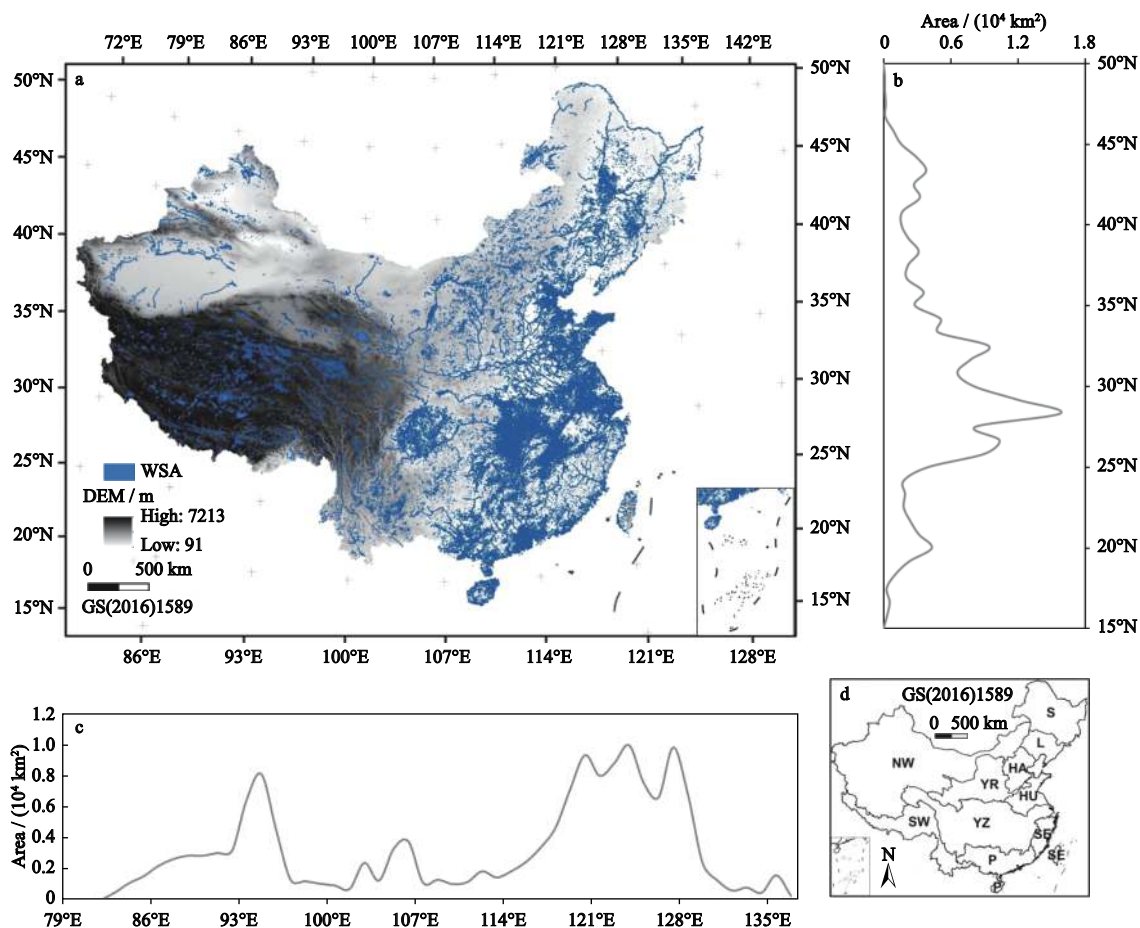 72°E 79°E 86°E 93°E 100°E 107°E 114°E 121°E 128°E 135°E 142°E
a
50°N 50°N
45°N 45°N
40°N 40°N
35°N 35°N
30°N 30°N
25°N 25°N
20°N 20°N
15°N 15°N
WSA
DEM / m
High: 7213
Low: 91
0 500 km
GS(2016)1589
86°E 93°E 100°E 107°E 114°E 121°E 128°E
Area / (10⁴ km²)
0 0.6 1.2 1.8
b
50°N
45°N
40°N
35°N
30°N
25°N
20°N
15°N
c
Area / (10⁴ km²)
1.2
1.0
0.8
0.6
0.4
0.2
0
79°E 86°E 93°E 100°E 107°E 114°E 121°E 128°E 135°E
d
GS(2016)1589
0 500 km
S
L
NW
HA
YR
HU
SW
YZ
SE
SE
P
P
N